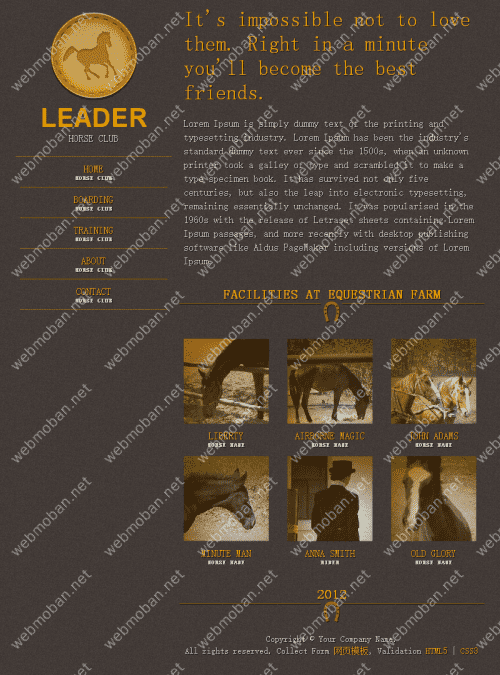 LEADER
HORSE CLUB
HOME
HORSE CLUB
BOARDING
HORSE CLUB
TRAINING
HORSE CLUB
ABOUT
HORSE CLUB
CONTACT
HORSE CLUB
It's impossible not to love
them. Right in a minute
you'll become the best
friends.
Lorem Ipsum is simply dummy text of the printing and
typesetting industry. Lorem Ipsum has been the industry's
standard dummy text ever since the 1500s, when an unknown
printer took a galley of type and scrambled it to make a
type specimen book. It has survived not only five
centuries, but also the leap into electronic typesetting,
remaining essentially unchanged. It was popularised in the
1960s with the release of Letraset sheets containing Lorem
Ipsum passages, and more recently with desktop publishing
software like Aldus PageMaker including versions of Lorem
Ipsum.
FACILITIES AT EQUESTRIAN FARM
LIBERTY
HORSE NAME
AIRBORNE MAGIC
HORSE NAME
JOHN ADAMS
HORSE NAME
MINUTE MAN
HORSE NAME
ANNA SMITH
RIDER
OLD GLORY
HORSE NAME
2012
Copyright © Your Company Name
All rights reserved. Collect Form 网页模板, Validation HTML5 | CSS3
webmoban.net